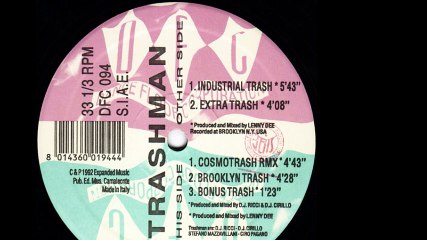 33 1/3 RPM
DFC 094
S.I.A.E.
TRASHMAN
OTHER SIDE
1. INDUSTRIAL TRASH * 5'43"
2. EXTRA TRASH * 4'08"
* Produced and Mixed by LENNY DEE
Recorded at BROOKLYN N.Y. USA
HIS SIDE
1. COSMOTRASH RMX * 4'43"
2. BROOKLYN TRASH * 4'28"
3. BONUS TRASH * 1'23"
* Produced and Mixed by D.J. RICCI & D.J. CIRILLO
* Produced and Mixed by LENNY DEE
Trashman are: D.J. RICCI - D.J. CIRILLO
STEFANO MAZZAVILLANI - GINO PAGANO
C & P 1992 Expanded Music
Pub. Ed. Mus. Camaleonte
Made in Italy
8 014360 019444